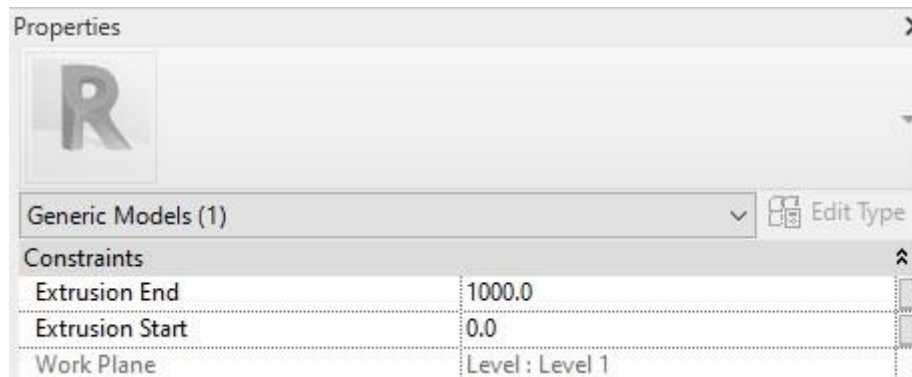 Properties
R
Generic Models (1) Edit Type
Constraints
Extrusion End 1000.0
Extrusion Start 0.0
Work Plane Level : Level 1